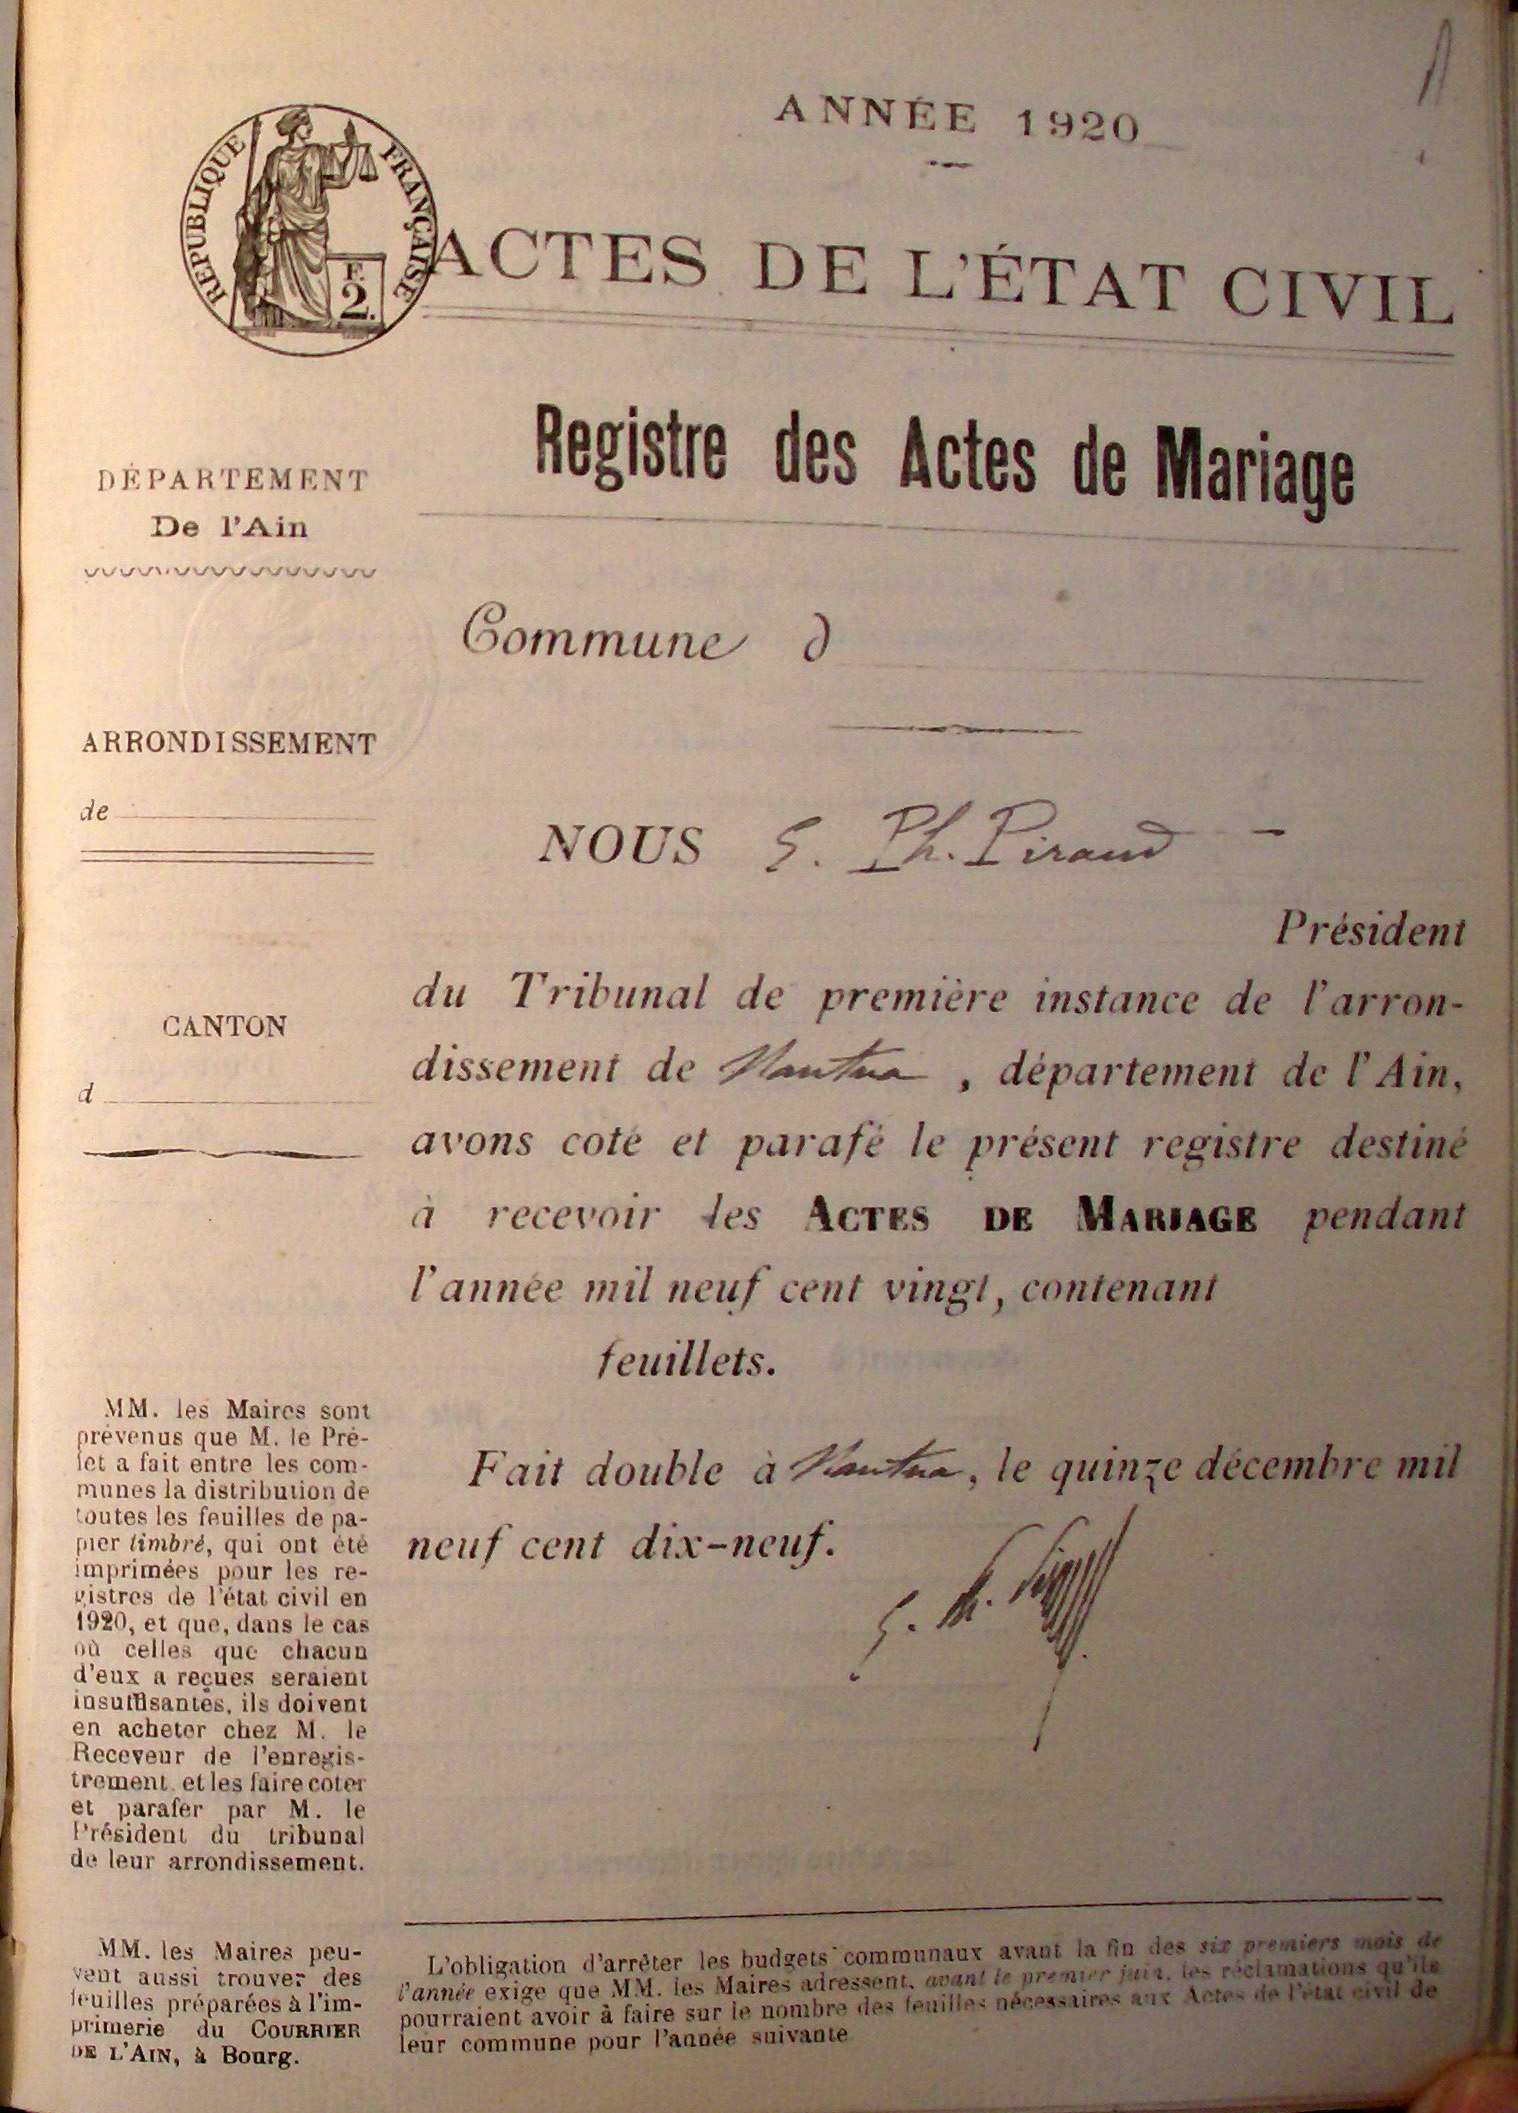 ANNÉE 1920
RÉPUBLIQUE FRANÇAISE
F.
2.
ACTES DE L'ÉTAT CIVIL
Registre des Actes de Mariage
DÉPARTEMENT
De l'Ain
Commune d
ARRONDISSEMENT
de
NOUS E. Ph. Piraud
Président
du Tribunal de première instance de l'arron-
dissement de Nantua, département de l'Ain,
avons coté et parafé le présent registre destiné
à recevoir les ACTES DE MARIAGE pendant
l'année mil neuf cent vingt, contenant
feuillets.
CANTON
d
Fait double à Nantua, le quinze décembre mil
neuf cent dix-neuf.
MM. les Maires sont
prévenus que M. le Pré-
fet a fait entre les com-
munes la distribution de
toutes les feuilles de pa-
pier timbré, qui ont été
imprimées pour les re-
gistres de l'état civil en
1920, et que, dans le cas
où celles que chacun
d'eux a reçues seraient
insuffisantes, ils doivent
en acheter chez M. le
Receveur de l'enregis-
trement et les faire coter
et parafer par M. le
Président du tribunal
de leur arrondissement.
MM. les Maires peu-
vent aussi trouver des
feuilles préparées à l'im-
primerie du COURRIER
DE L'AIN, à Bourg.
L'obligation d'arrêter les budgets communaux avant la fin des six premiers mois de
l'année exige que MM. les Maires adressent, avant le premier juin, les réclamations qu'ils
pourraient avoir à faire sur le nombre des feuilles nécessaires aux Actes de l'état civil de
leur commune pour l'année suivante